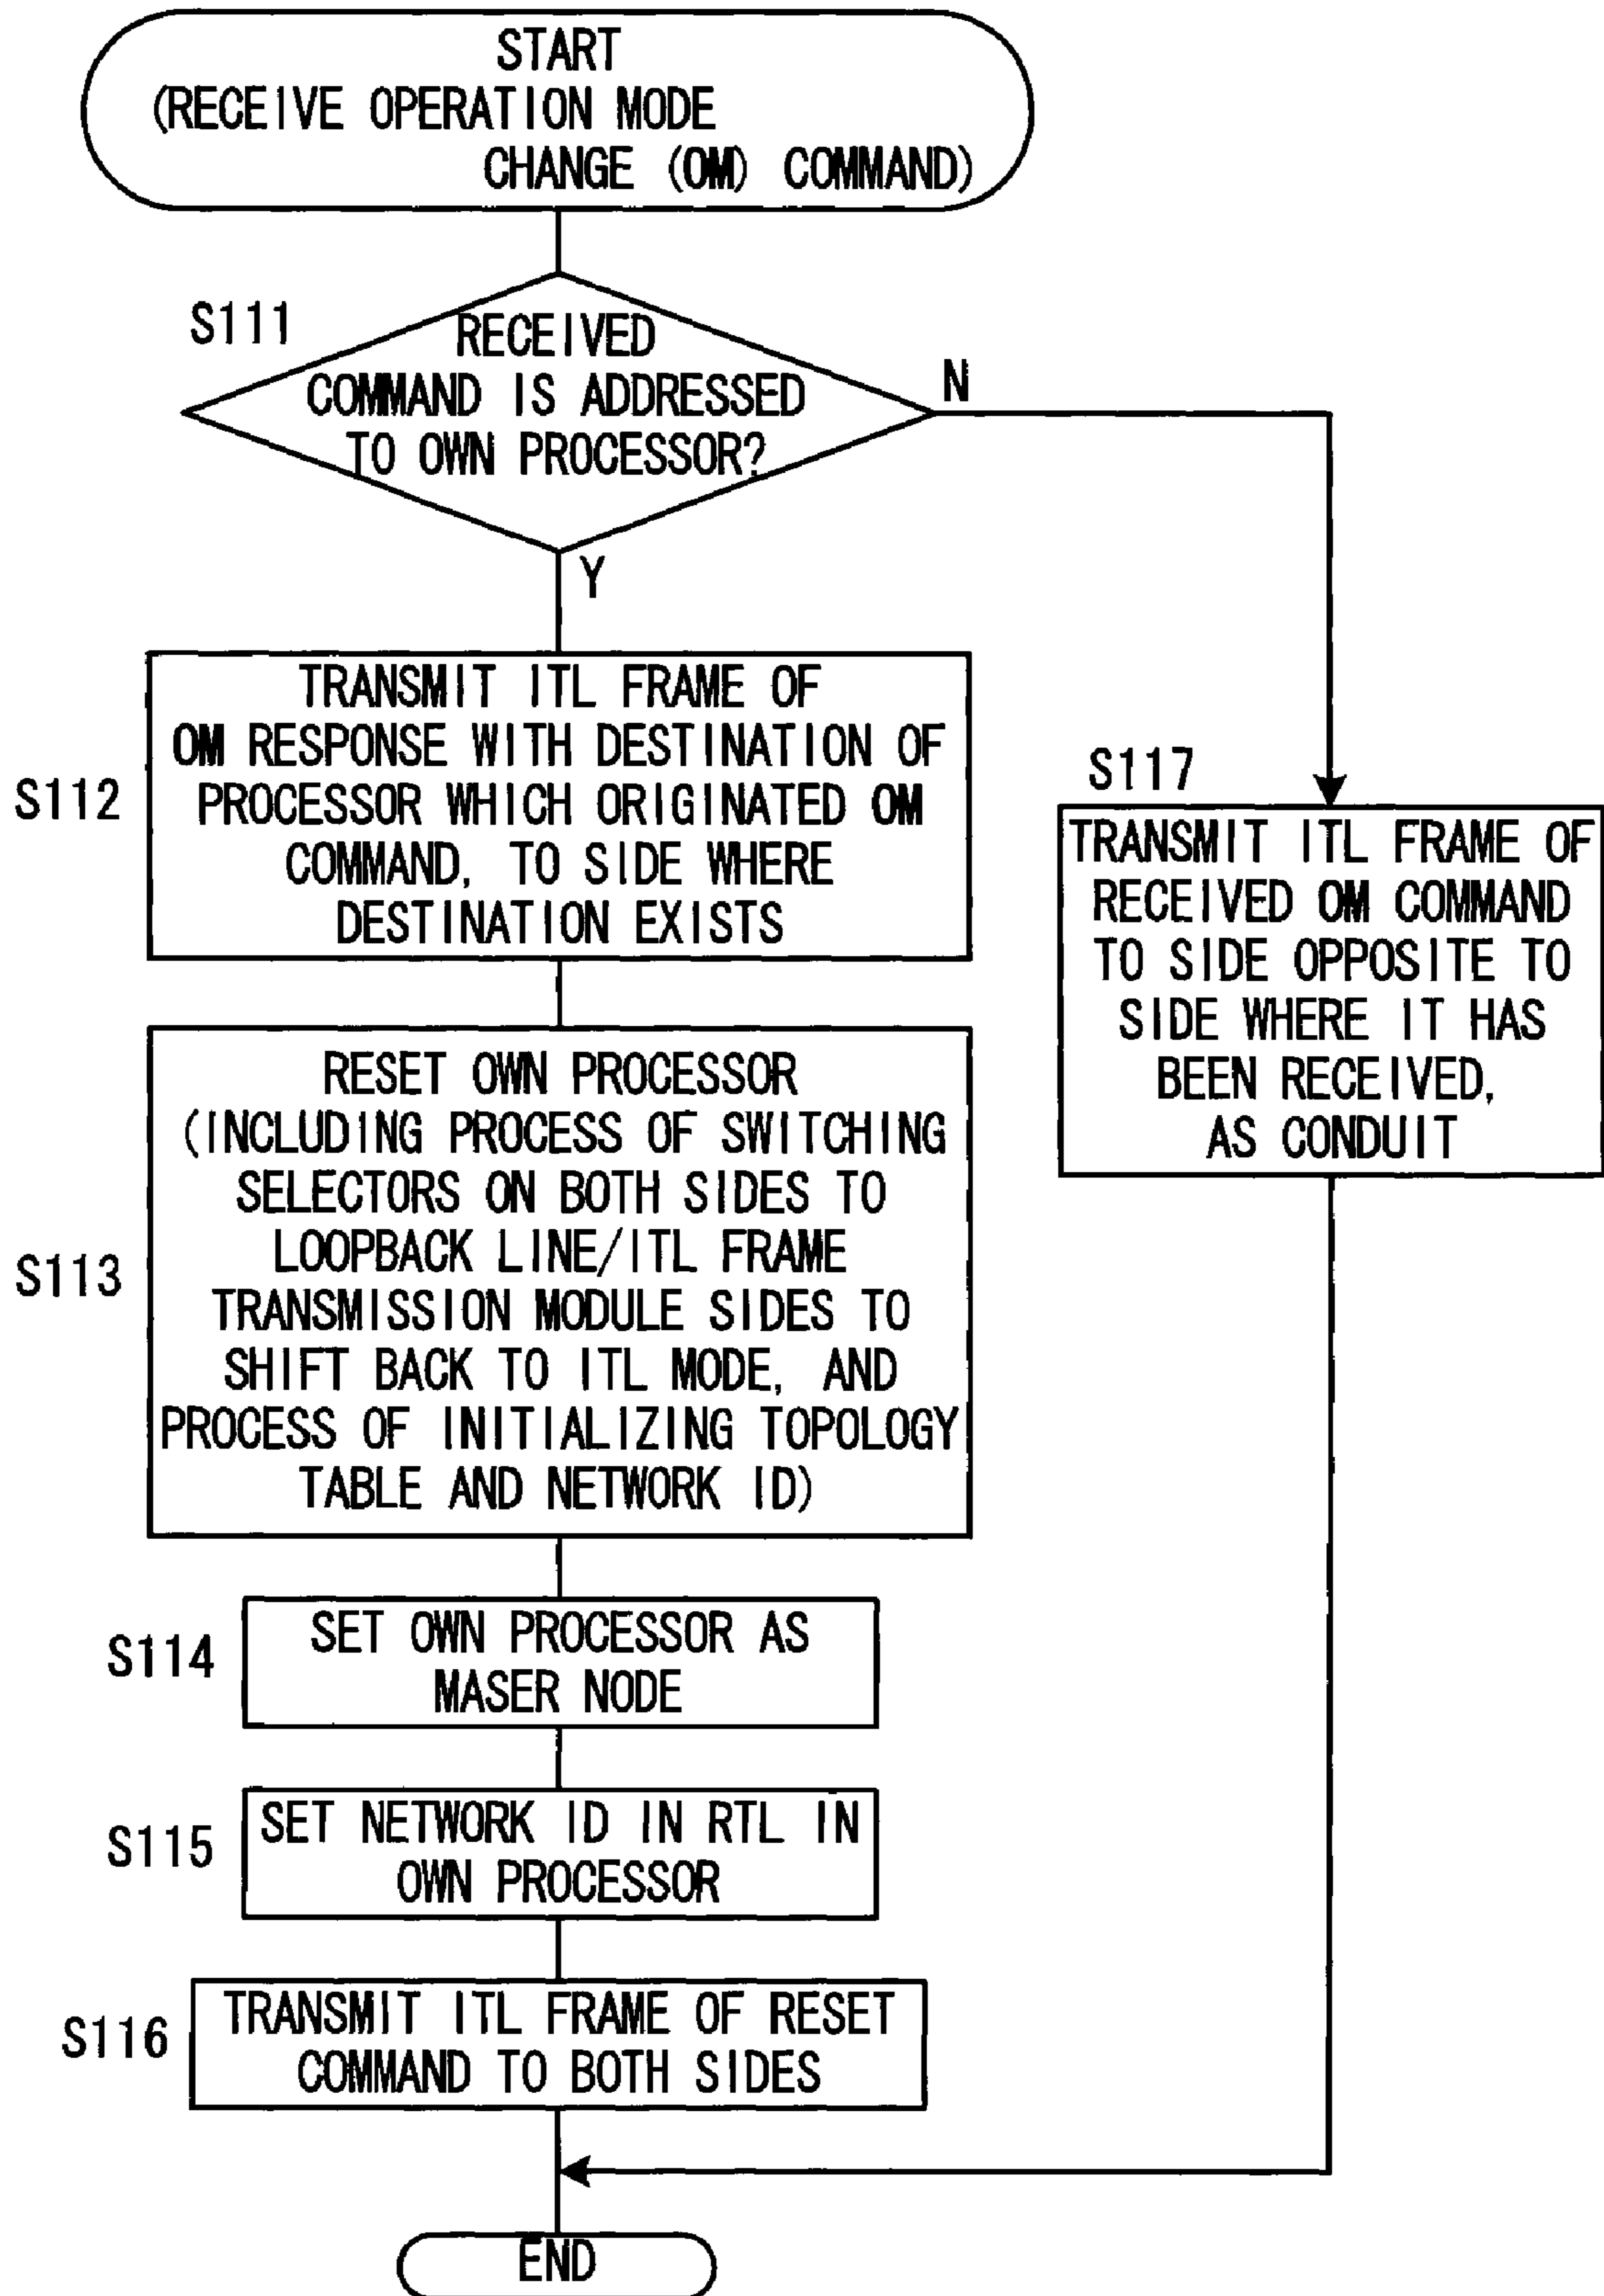 START
(RECEIVE OPERATION MODE
CHANGE (OM) COMMAND)
S111
RECEIVED
COMMAND IS ADDRESSED
TO OWN PROCESSOR?
N
Y
S112
TRANSMIT ITL FRAME OF
OM RESPONSE WITH DESTINATION OF
PROCESSOR WHICH ORIGINATED OM
COMMAND, TO SIDE WHERE
DESTINATION EXISTS
S117
TRANSMIT ITL FRAME OF
RECEIVED OM COMMAND
TO SIDE OPPOSITE TO
SIDE WHERE IT HAS
BEEN RECEIVED,
AS CONDUIT
S113
RESET OWN PROCESSOR
(INCLUDING PROCESS OF SWITCHING
SELECTORS ON BOTH SIDES TO
LOOPBACK LINE/ITL FRAME
TRANSMISSION MODULE SIDES TO
SHIFT BACK TO ITL MODE, AND
PROCESS OF INITIALIZING TOPOLOGY
TABLE AND NETWORK ID)
S114
SET OWN PROCESSOR AS
MASER NODE
S115
SET NETWORK ID IN RTL IN
OWN PROCESSOR
S116
TRANSMIT ITL FRAME OF RESET
COMMAND TO BOTH SIDES
END